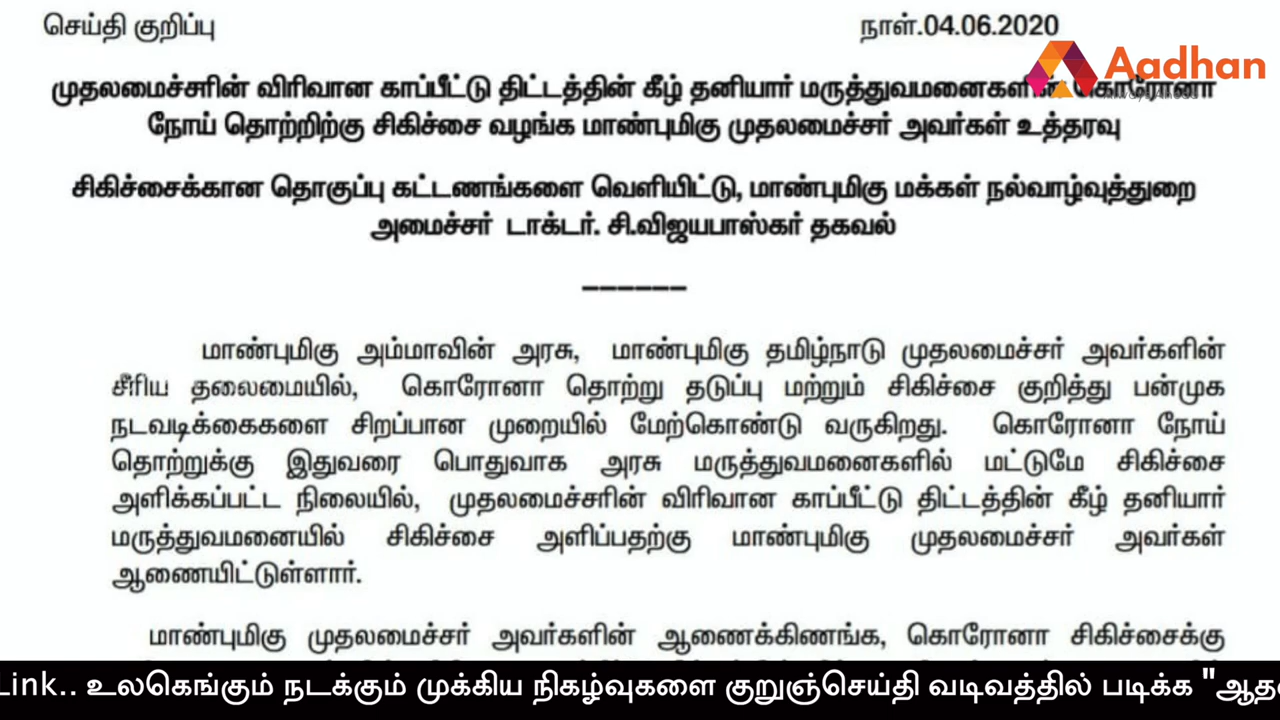 செய்தி குறிப்பு
நாள்.04.06.2020
Aadhan
முதலமைச்சரின் விரிவான காப்பீட்டு திட்டத்தின் கீழ் தனியார் மருத்துவமனைகளில் கொரோனா
நோய் தொற்றிற்கு சிகிச்சை வழங்க மாண்புமிகு முதலமைச்சர் அவர்கள் உத்தரவு
சிகிச்சைக்கான தொகுப்பு கட்டணங்களை வெளியிட்டு, மாண்புமிகு மக்கள் நல்வாழ்வுத்துறை
அமைச்சர் டாக்டர். சி.விஜயபாஸ்கர் தகவல்
------
மாண்புமிகு அம்மாவின் அரசு, மாண்புமிகு தமிழ்நாடு முதலமைச்சர் அவர்களின்
சீரிய தலைமையில், கொரோனா தொற்று தடுப்பு மற்றும் சிகிச்சை குறித்து பன்முக
நடவடிக்கைகளை சிறப்பான முறையில் மேற்கொண்டு வருகிறது. கொரோனா நோய்
தொற்றுக்கு இதுவரை பொதுவாக அரசு மருத்துவமனைகளில் மட்டுமே சிகிச்சை
அளிக்கப்பட்ட நிலையில், முதலமைச்சரின் விரிவான காப்பீட்டு திட்டத்தின் கீழ் தனியார்
மருத்துவமனையில் சிகிச்சை அளிப்பதற்கு மாண்புமிகு முதலமைச்சர் அவர்கள்
ஆணையிட்டுள்ளார்.
மாண்புமிகு முதலமைச்சர் அவர்களின் ஆணைக்கிணங்க, கொரோனா சிகிச்சைக்கு
Link.. உலகெங்கும் நடக்கும் முக்கிய நிகழ்வுகளை குறுஞ்செய்தி வடிவத்தில் படிக்க "ஆத